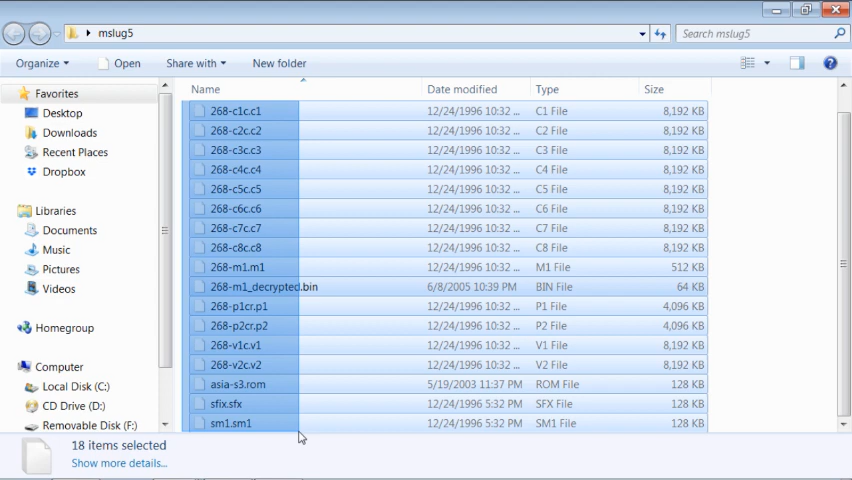 mslug5
Search mslug5
Organize Open Share with New folder
Name Date modified Type Size
Favorites
Desktop
Downloads
Recent Places
Dropbox
Libraries
Documents
Music
Pictures
Videos
Homegroup
Computer
Local Disk (C:)
CD Drive (D:)
Removable Disk (F:)
268-c1c.c1 12/24/1996 10:32 ... C1 File 8,192 KB
268-c2c.c2 12/24/1996 10:32 ... C2 File 8,192 KB
268-c3c.c3 12/24/1996 10:32 ... C3 File 8,192 KB
268-c4c.c4 12/24/1996 10:32 ... C4 File 8,192 KB
268-c5c.c5 12/24/1996 10:32 ... C5 File 8,192 KB
268-c6c.c6 12/24/1996 10:32 ... C6 File 8,192 KB
268-c7c.c7 12/24/1996 10:32 ... C7 File 8,192 KB
268-c8c.c8 12/24/1996 10:32 ... C8 File 8,192 KB
268-m1.m1 12/24/1996 10:32 ... M1 File 512 KB
268-m1_decrypted.bin 6/8/2005 10:39 PM BIN File 64 KB
268-p1cr.p1 12/24/1996 10:32 ... P1 File 4,096 KB
268-p2cr.p2 12/24/1996 10:32 ... P2 File 4,096 KB
268-v1c.v1 12/24/1996 10:32 ... V1 File 8,192 KB
268-v2c.v2 12/24/1996 10:32 ... V2 File 8,192 KB
asia-s3.rom 5/19/2003 11:37 PM ROM File 128 KB
sfix.sfx 12/24/1996 5:32 PM SFX File 128 KB
sm1.sm1 12/24/1996 5:32 PM SM1 File 128 KB
18 items selected
Show more details...